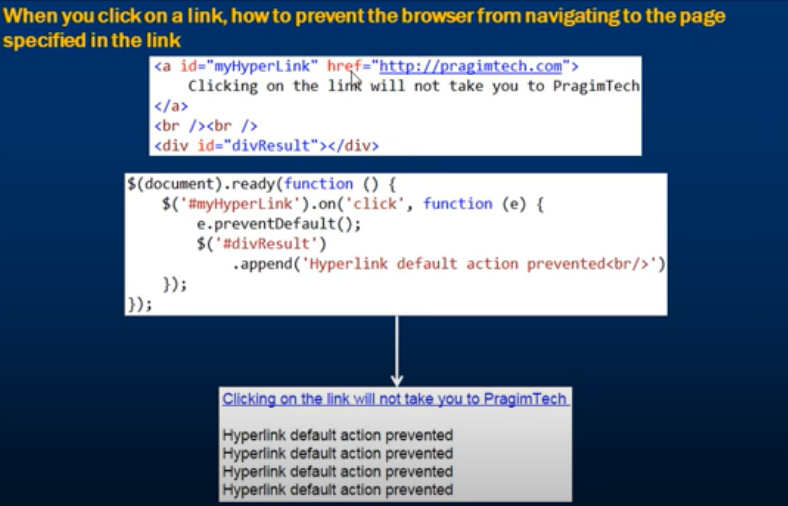 When you click on a link, how to prevent the browser from navigating to the page
specified in the link
<a id="myHyperLink" href="http://pragimtech.com">
Clicking on the link will not take you to PragimTech
</a>
<br /><br />
<div id="divResult"></div>
$(document).ready(function () {
$('#myHyperLink').on('click', function (e) {
e.preventDefault();
$('#divResult')
.append('Hyperlink default action prevented<br/>')
});
});
Clicking on the link will not take you to PragimTech
Hyperlink default action prevented
Hyperlink default action prevented
Hyperlink default action prevented
Hyperlink default action prevented